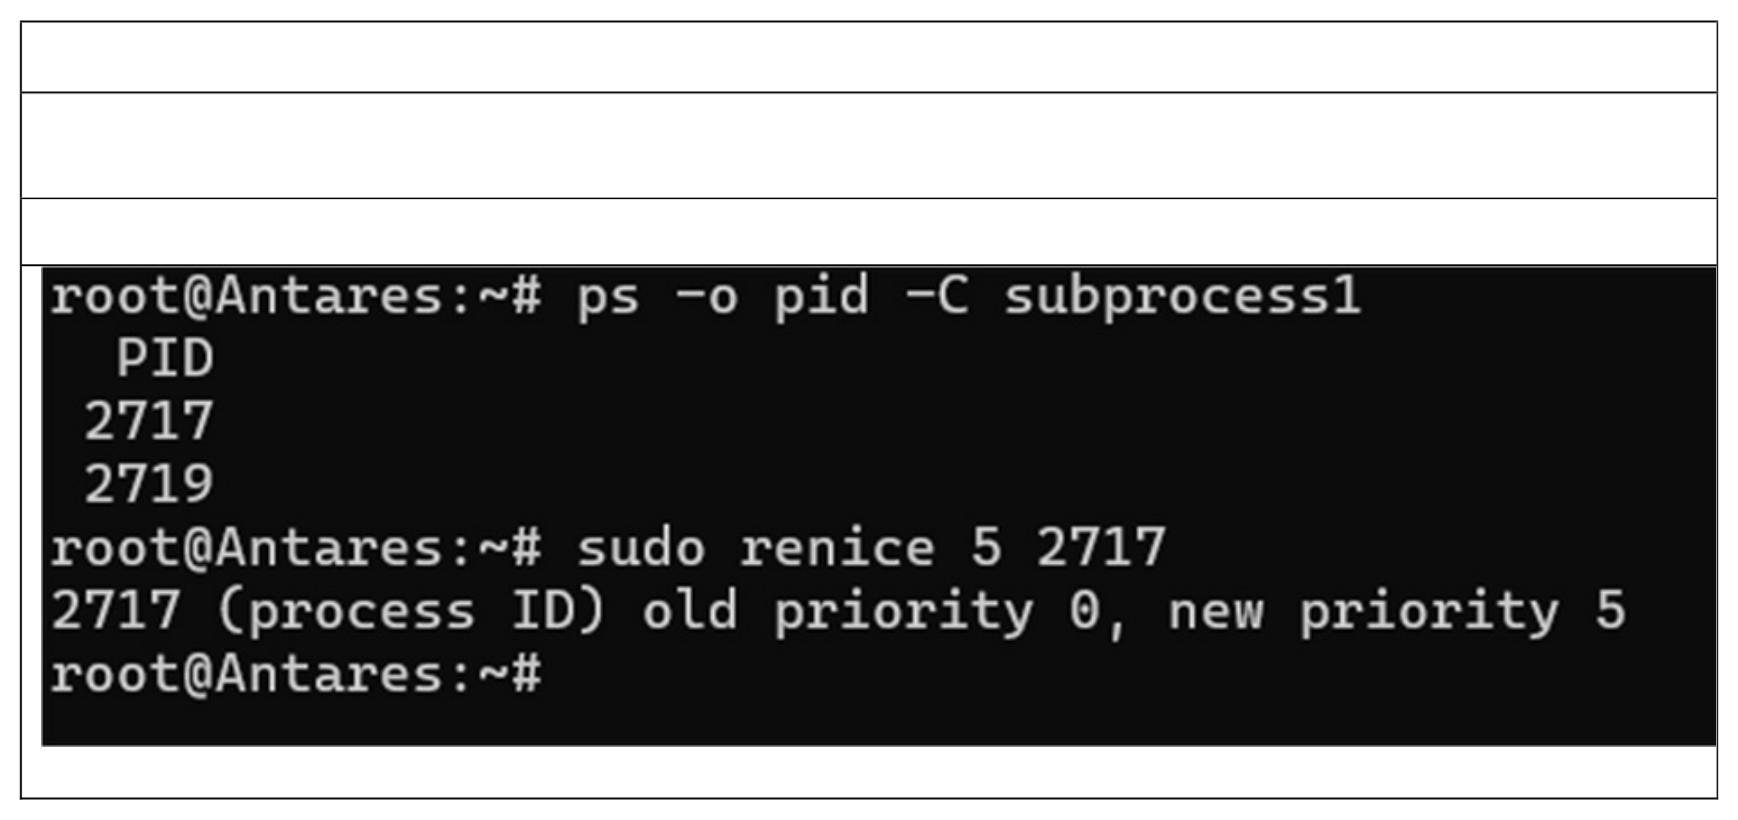 root@Antares:~# ps -o pid -C subprocess1
PID
2717
2719
root@Antares:~# sudo renice 5 2717
2717 (process ID) old priority 0, new priority 5
root@Antares:~#